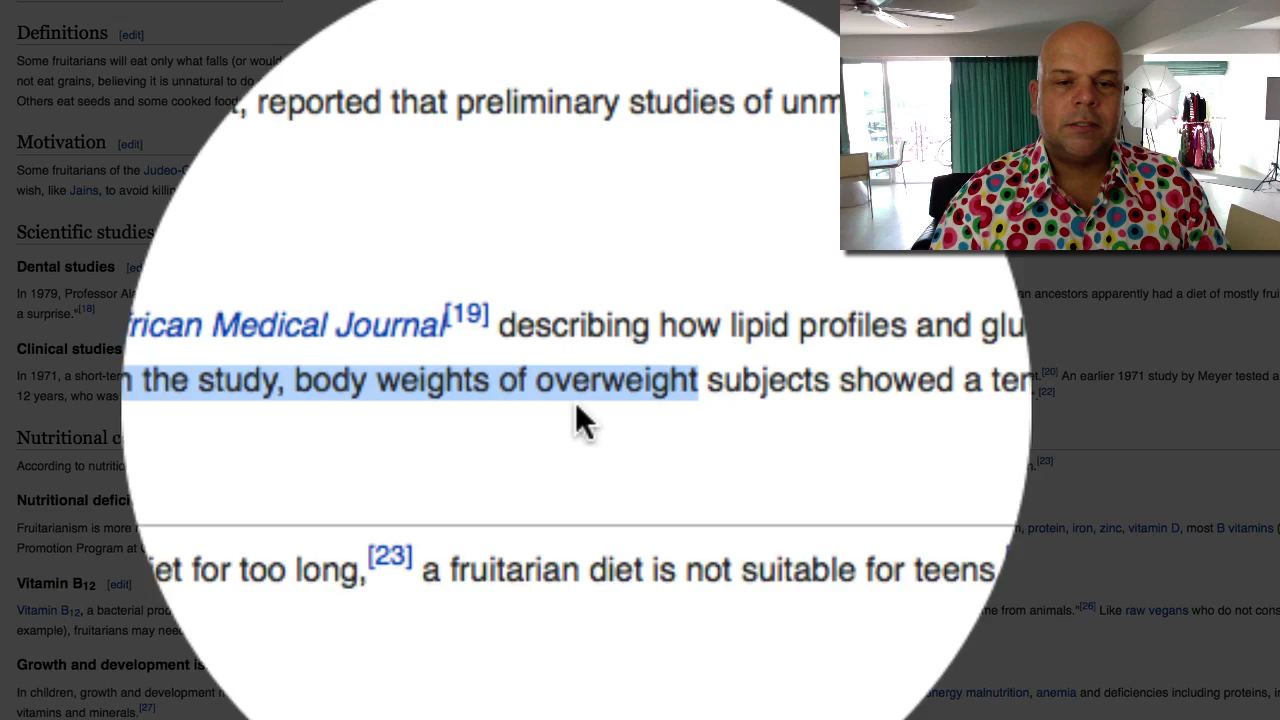 Definitions [edit]
Some fruitarians will eat only what falls (or would
not eat grains, believing it is unnatural to do
Others eat seeds and some cooked food
t, reported that preliminary studies of unm
Motivation [edit]
Some fruitarians of the Judeo-C
wish, like Jains, to avoid killin
Scientific studies
Dental studies [ed
In 1979, Professor Ala
an ancestors apparently had a diet of mostly frui
a surprise."[18]
frican Medical Journal[19] describing how lipid profiles and glu
Clinical studies
In 1971, a short-ter
n the study, body weights of overweight subjects showed a ten
t.[20] An earlier 1971 study by Meyer tested a
12 years, who was
.[22]
Nutritional c
According to nutritio
n.[23]
Nutritional defici
Fruitarianism is more r
n, protein, iron, zinc, vitamin D, most B vitamins (
Promotion Program at
iet for too long,[23] a fruitarian diet is not suitable for teens,
Vitamin B12 [edit]
Vitamin B12, a bacterial prod
me from animals."[26] Like raw vegans who do not cons
example), fruitarians may need
Growth and development is
In children, growth and development m
energy malnutrition, anemia and deficiencies including proteins, i
vitamins and minerals.[27]